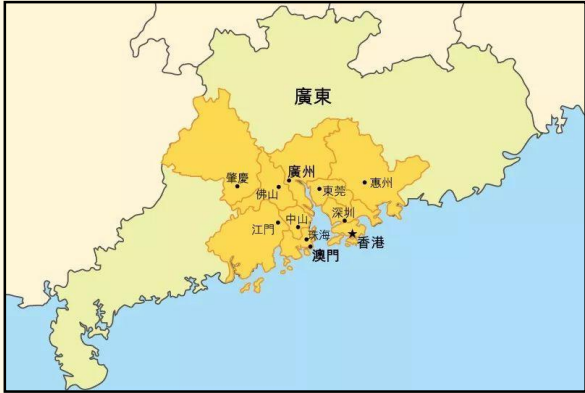 廣東
肇慶
廣州
佛山
東莞
惠州
江門
中山
深圳
珠海
香港
澳門